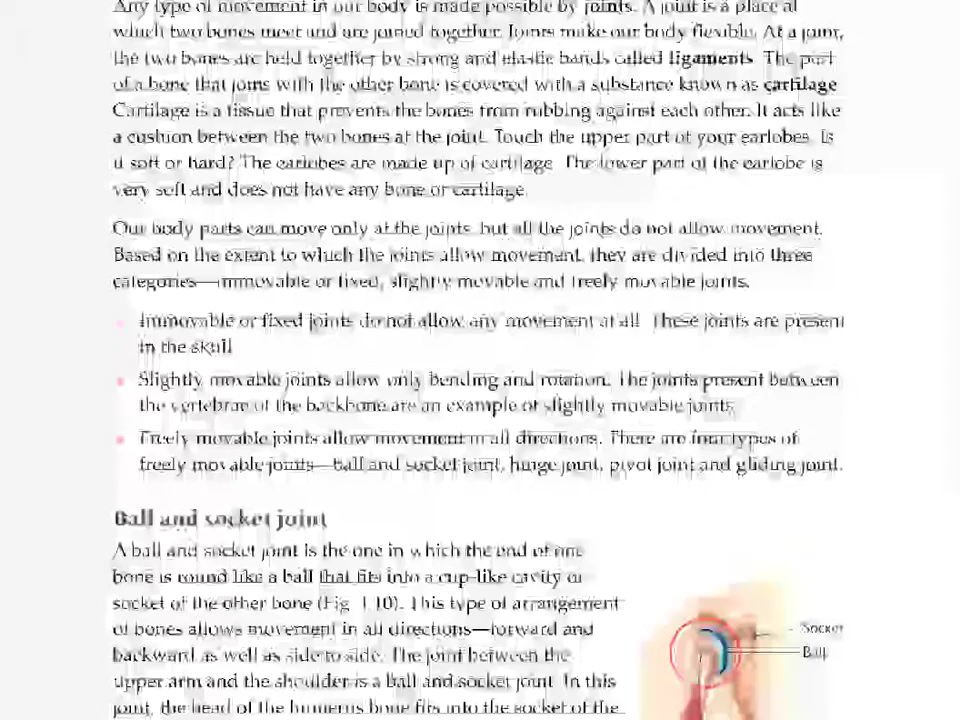 Any type of movement in our body is made possible by joints. A joint is a place at
which two bones meet and are joined together. Joints make our body flexible. At a joint,
the two bones are held together by strong and elastic bands called ligaments. The part
of a bone that joins with the other bone is covered with a substance known as cartilage.
Cartilage is a tissue that prevents the bones from rubbing against each other. It acts like
a cushion between the two bones at the joint. Touch the upper part of your earlobes. Is
it soft or hard? The earlobes are made up of cartilage. The lower part of the earlobe is
very soft and does not have any bone or cartilage.
Our body parts can move only at the joints, but all the joints do not allow movement.
Based on the extent to which the joints allow movement, they are divided into three
categories—immovable or fixed, slightly movable and freely movable joints.
Immovable or fixed joints do not allow any movement at all. These joints are present
in the skull.
Slightly movable joints allow only bending and rotation. The joints present between
the vertebrae of the backbone are an example of slightly movable joints.
Freely movable joints allow movement in all directions. There are four types of
freely movable joints—ball and socket joint, hinge joint, pivot joint and gliding joint.
Ball and socket joint
A ball and socket joint is the one in which the end of one
bone is round like a ball that fits into a cup-like cavity or
socket of the other bone (Fig. 1.10). This type of arrangement
of bones allows movement in all directions—forward and
backward as well as side to side. The joint between the
upper arm and the shoulder is a ball and socket joint. In this
joint, the head of the humerus bone fits into the socket of the
Socket
Ball